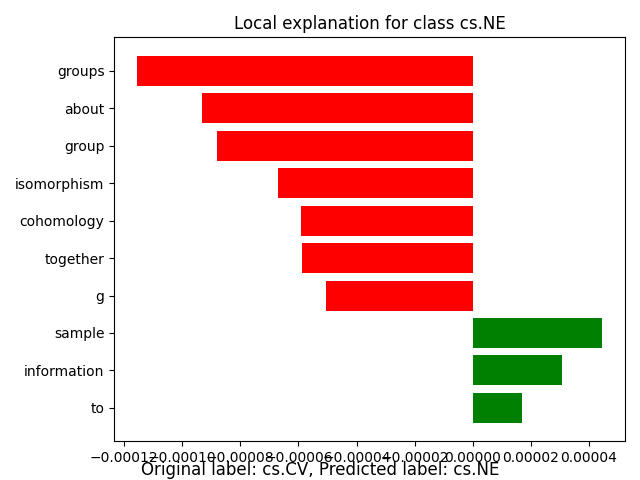 Local explanation for class cs.NE
groups
about
group
isomorphism
cohomology
together
g
sample
information
to
−0.00012 −0.00010 −0.00008 −0.00006 −0.00004 −0.00002 0.00000 0.00002 0.00004
Original label: cs.CV, Predicted label: cs.NE